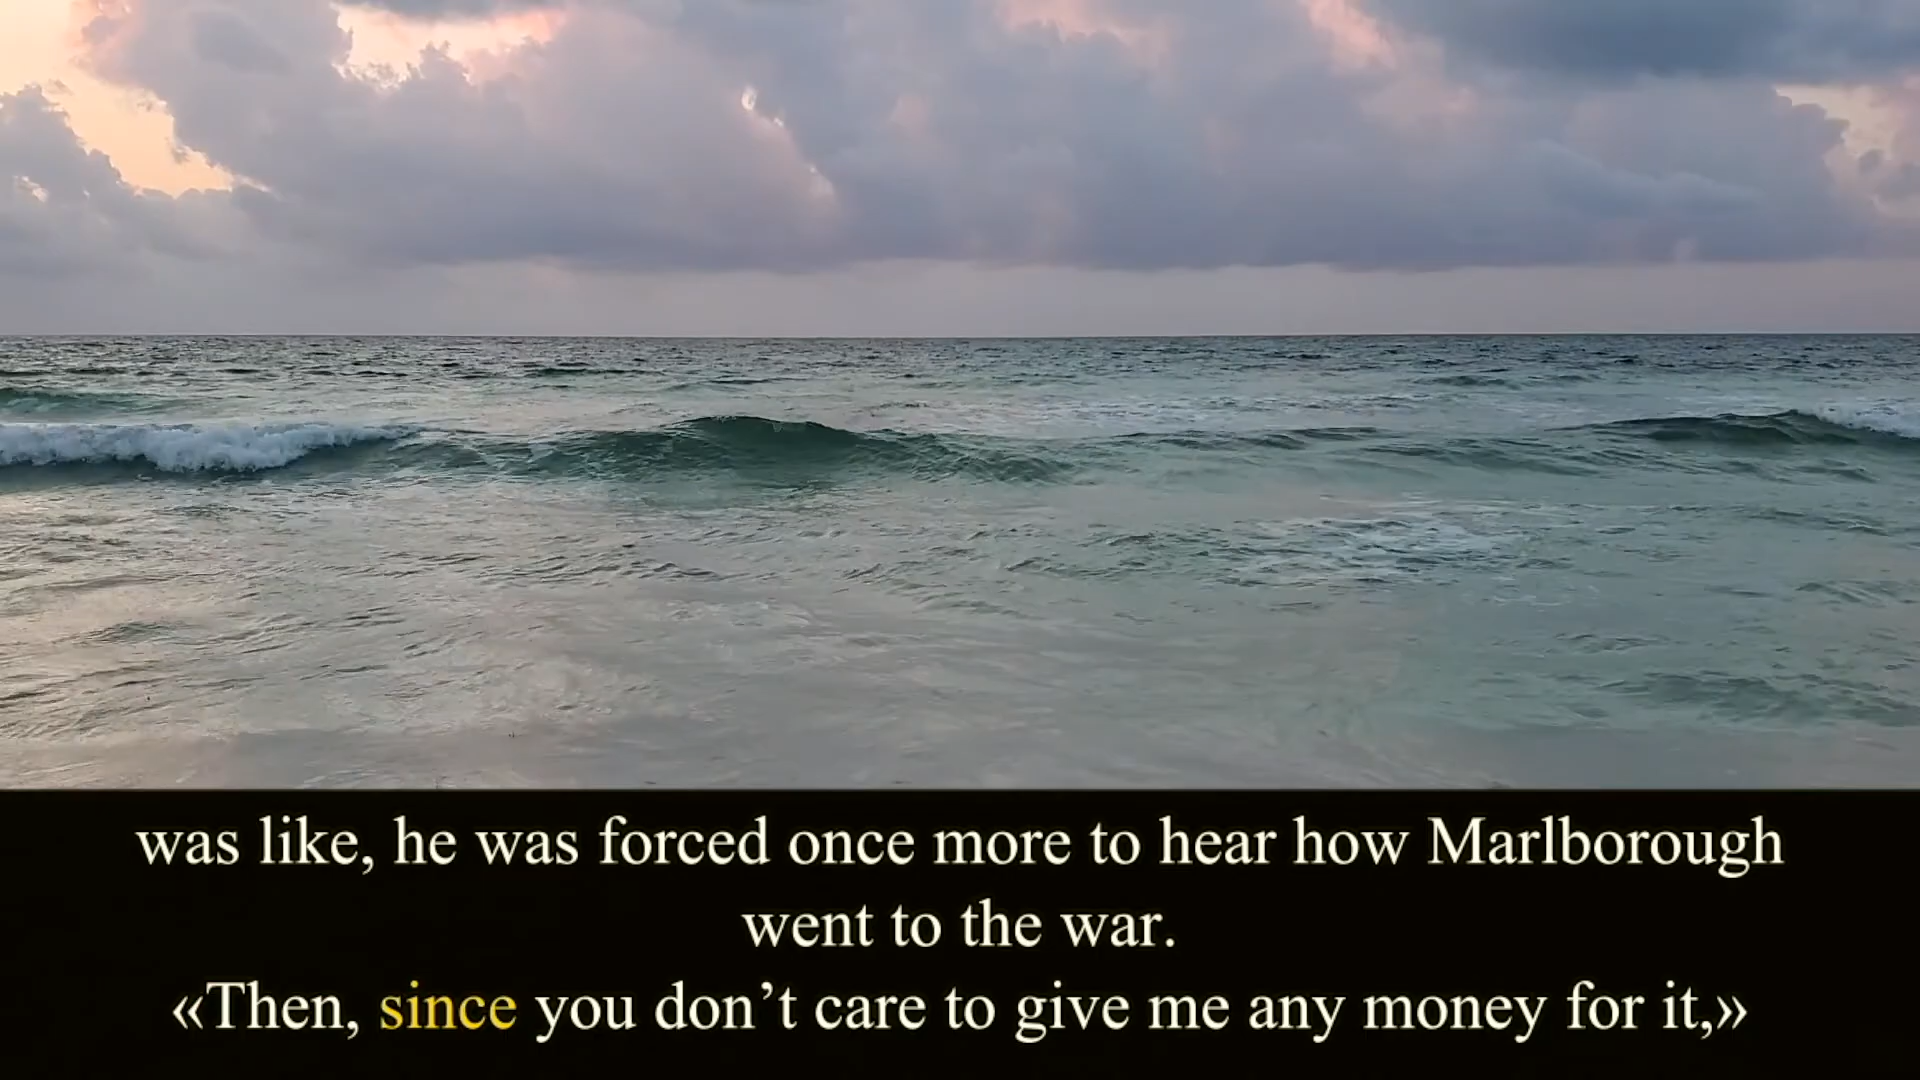 was like, he was forced once more to hear how Marlborough
went to the war.
«Then, since you don’t care to give me any money for it,»